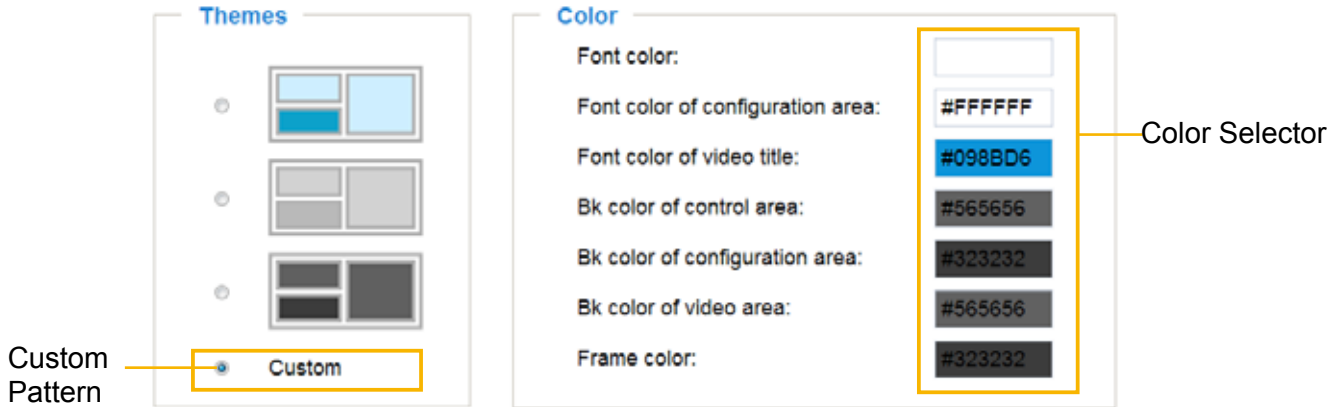 Themes
Custom
Custom
Pattern
Color
Font color:
Font color of configuration area: #FFFFFF
Font color of video title: #098BD6
Bk color of control area: #565656
Bk color of configuration area: #323232
Bk color of video area: #565656
Frame color: #323232
Color Selector